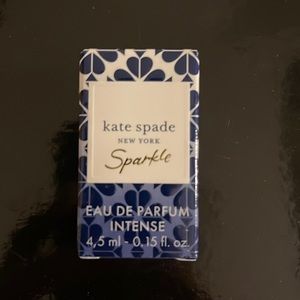 kate spade
NEW YORK
Sparkle
EAU DE PARFUM
INTENSE
4,5 ml - 0,15 fl. oz.